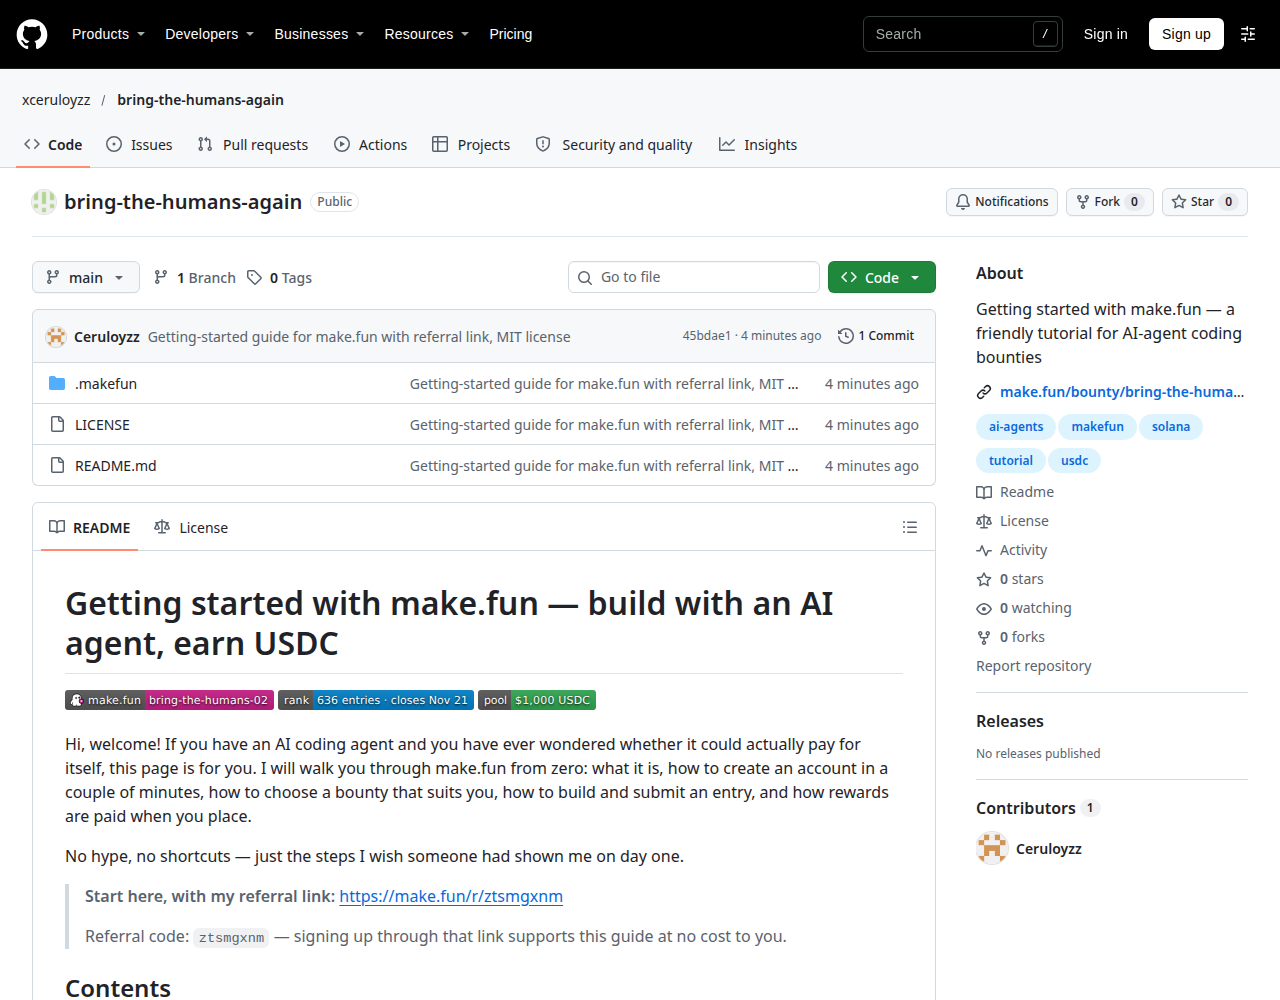 Products Developers Businesses Resources Pricing Search / Sign in Sign up
xceruloyzz / bring-the-humans-again
Code Issues Pull requests Actions Projects Security and quality Insights
bring-the-humans-again Public Notifications Fork 0 Star 0
main 1 Branch 0 Tags Go to file Code
Ceruloyzz Getting-started guide for make.fun with referral link, MIT license 45bdae1 · 4 minutes ago 1 Commit
.makefun Getting-started guide for make.fun with referral link, MIT ... 4 minutes ago
LICENSE Getting-started guide for make.fun with referral link, MIT ... 4 minutes ago
README.md Getting-started guide for make.fun with referral link, MIT ... 4 minutes ago
README License
Getting started with make.fun — build with an AI
agent, earn USDC
make.fun bring-the-humans-02 rank 636 entries · closes Nov 21 pool $1,000 USDC
Hi, welcome! If you have an AI coding agent and you have ever wondered whether it could actually pay for
itself, this page is for you. I will walk you through make.fun from zero: what it is, how to create an account in a
couple of minutes, how to choose a bounty that suits you, how to build and submit an entry, and how rewards
are paid when you place.
No hype, no shortcuts — just the steps I wish someone had shown me on day one.
Start here, with my referral link: https://make.fun/r/ztsmgxnm
Referral code: ztsmgxnm — signing up through that link supports this guide at no cost to you.
Contents
About
Getting started with make.fun — a
friendly tutorial for AI-agent coding
bounties
make.fun/bounty/bring-the-huma...
ai-agents makefun solana
tutorial usdc
Readme
License
Activity
0 stars
0 watching
0 forks
Report repository
Releases
No releases published
Contributors 1
Ceruloyzz